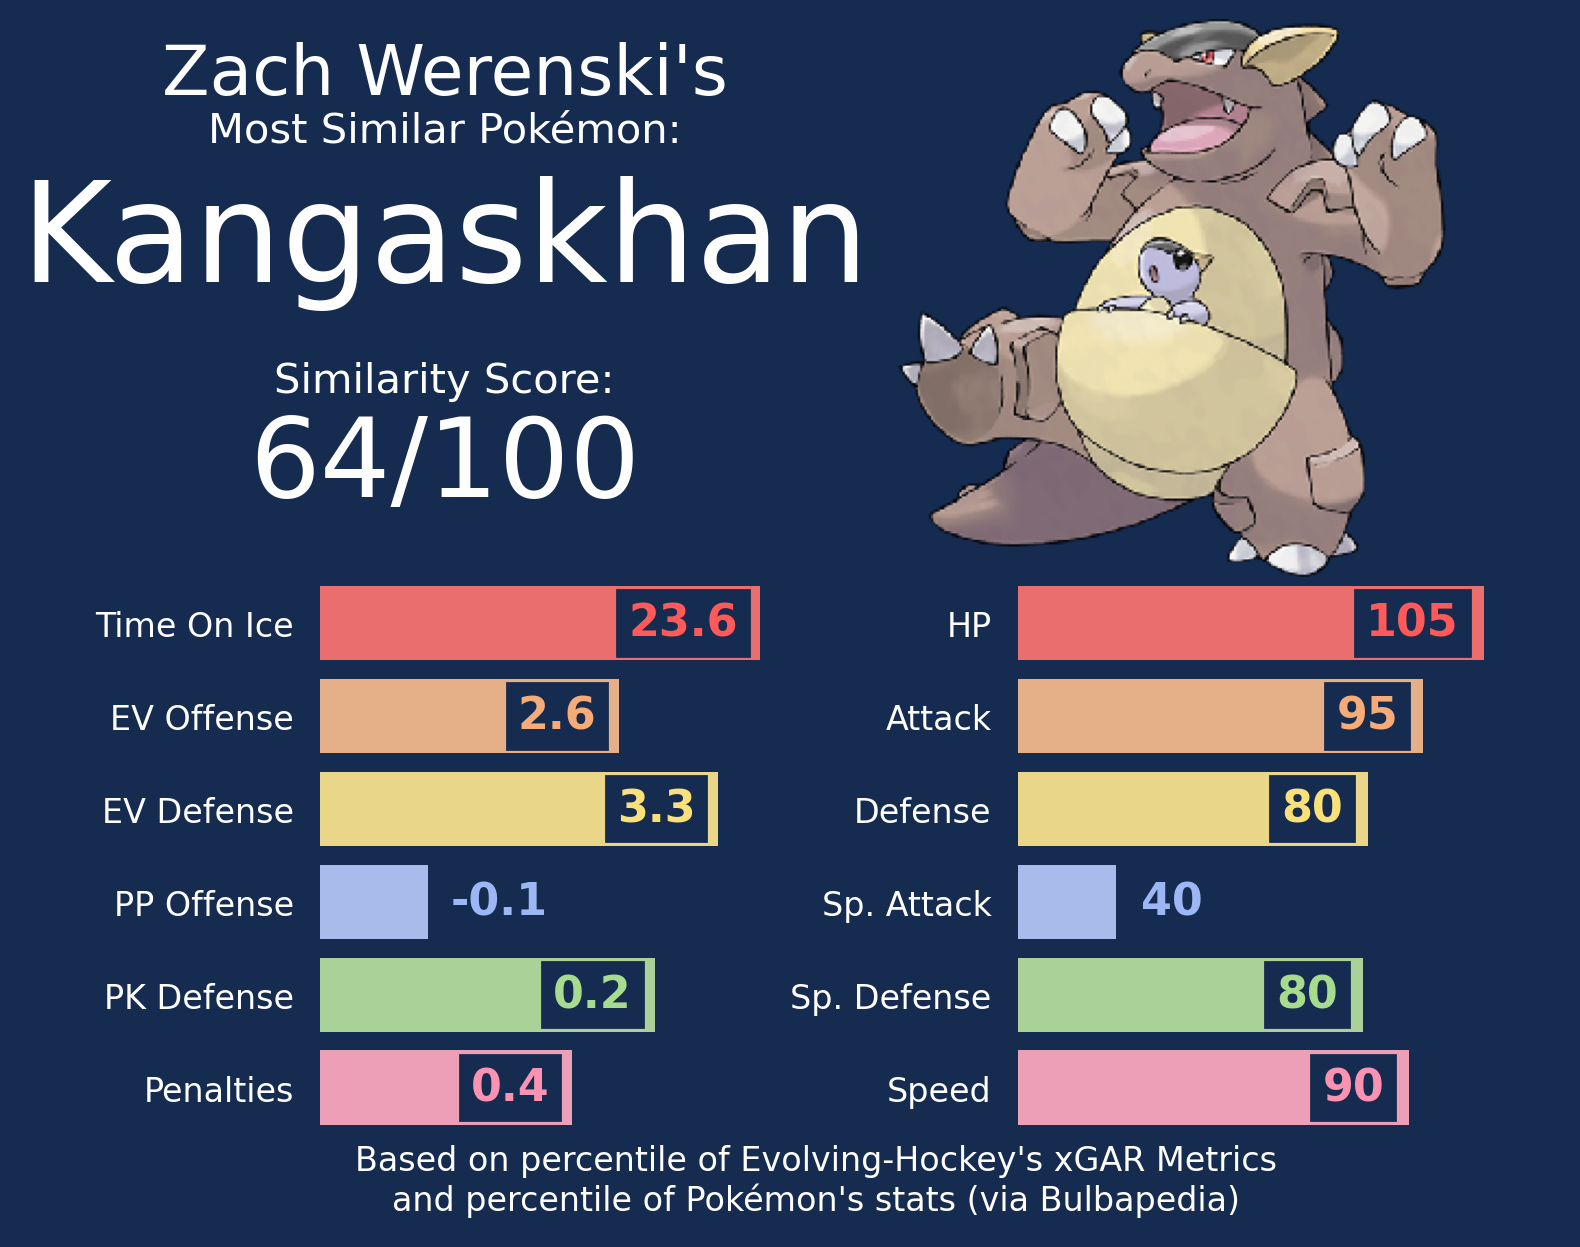 Zach Werenski's
Most Similar Pokémon:
Kangaskhan
Similarity Score:
64/100
Time On Ice 23.6
EV Offense 2.6
EV Defense 3.3
PP Offense -0.1
PK Defense 0.2
Penalties 0.4
HP 105
Attack 95
Defense 80
Sp. Attack 40
Sp. Defense 80
Speed 90
Based on percentile of Evolving-Hockey's xGAR Metrics
and percentile of Pokémon's stats (via Bulbapedia)